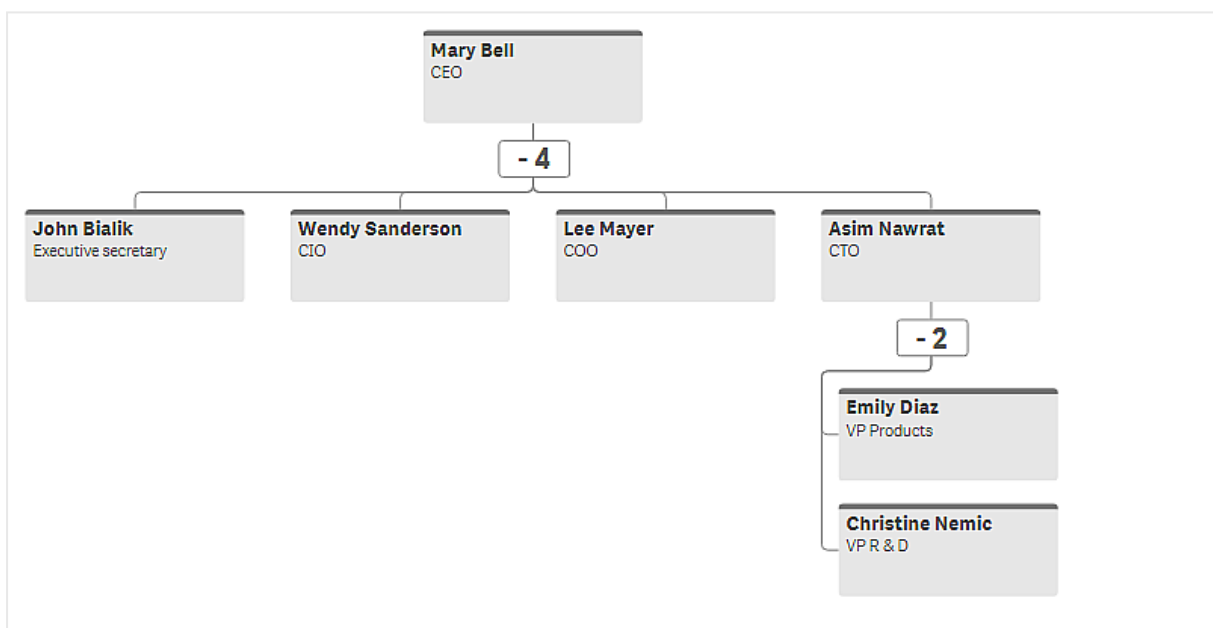 Mary Bell
CEO
- 4
John Bialik
Executive secretary
Wendy Sanderson
CIO
Lee Mayer
COO
Asim Nawrat
CTO
- 2
Emily Diaz
VP Products
Christine Nemic
VP R & D